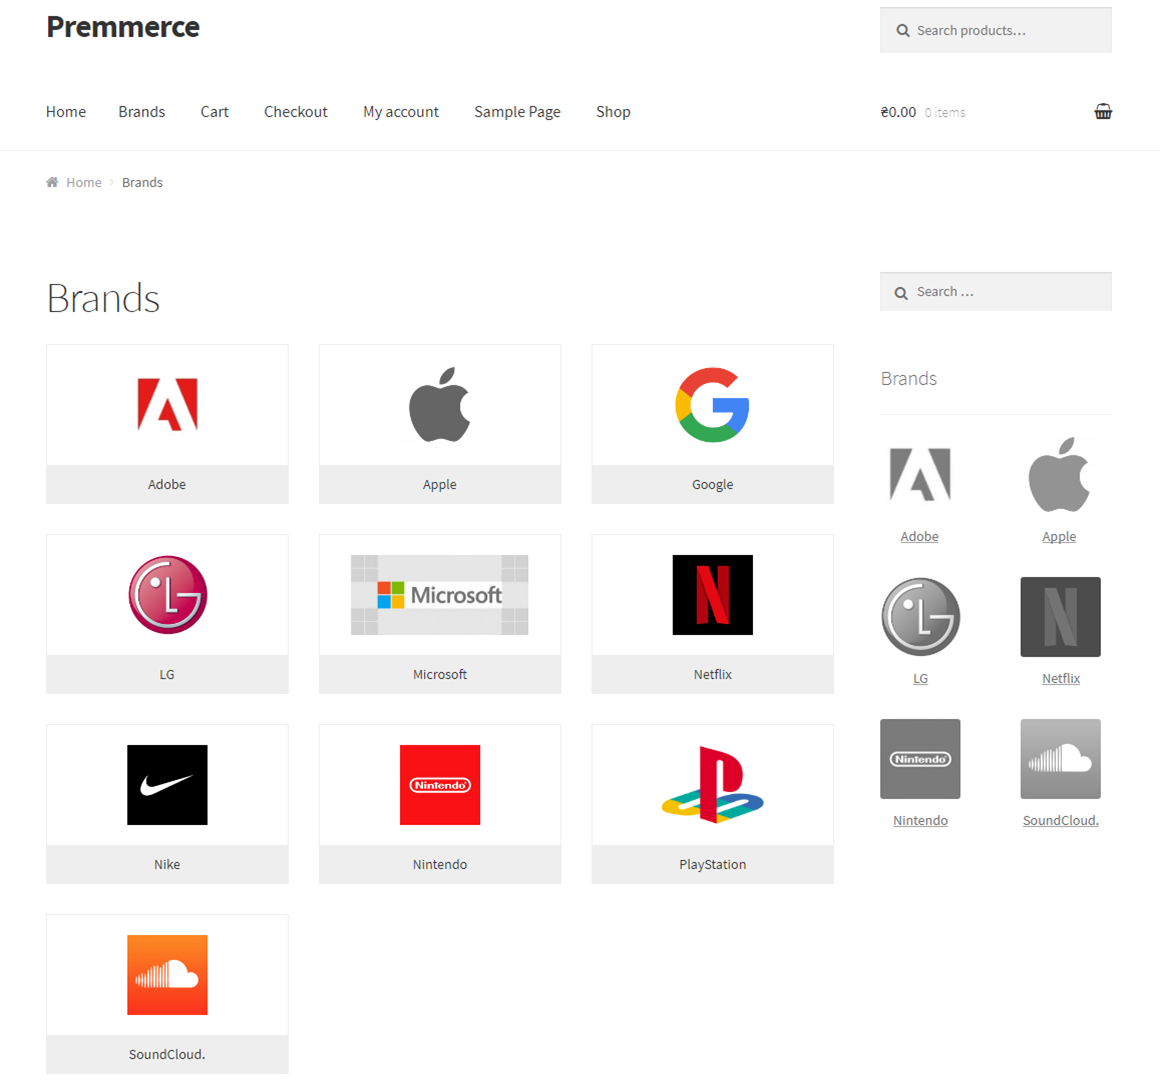 Premmerce
Search products…
Home Brands Cart Checkout My account Sample Page Shop
₴0.00 0 items
Home › Brands
Brands
Search …
Adobe Apple Google
Microsoft
LG Microsoft Netflix
Nintendo
Nike Nintendo PlayStation
SoundCloud.
Brands
Adobe Apple
LG Netflix
Nintendo
Nintendo SoundCloud.